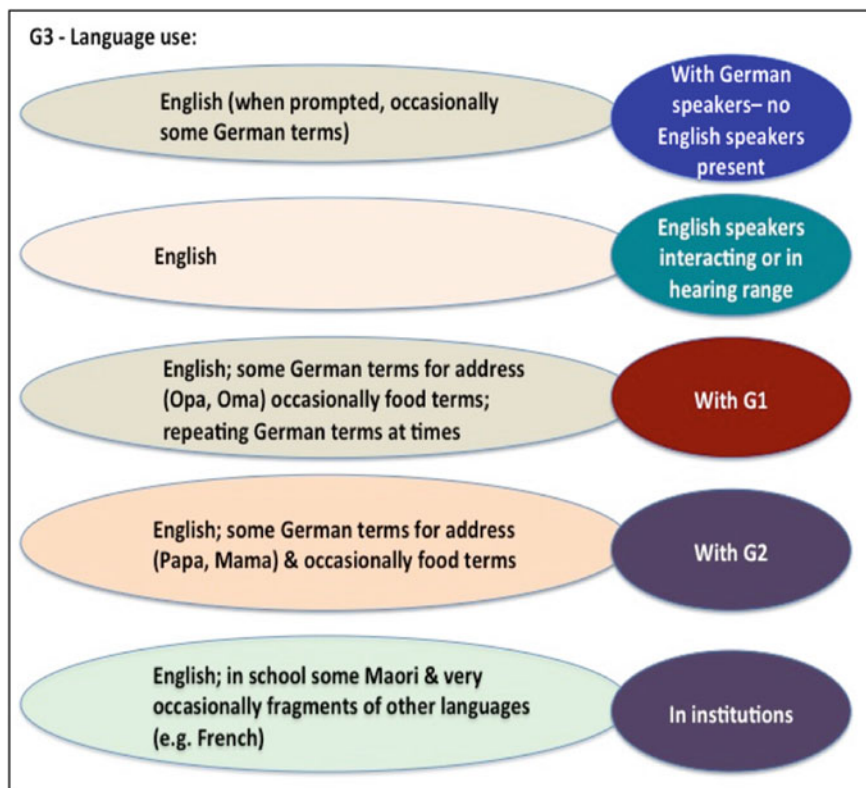 G3 - Language use:
English (when prompted, occasionally
some German terms)
With German
speakers– no
English speakers
present
English
English speakers
interacting or in
hearing range
English; some German terms for address
(Opa, Oma) occasionally food terms;
repeating German terms at times
With G1
English; some German terms for address
(Papa, Mama) & occasionally food terms
With G2
English; in school some Maori & very
occasionally fragments of other languages
(e.g. French)
In institutions